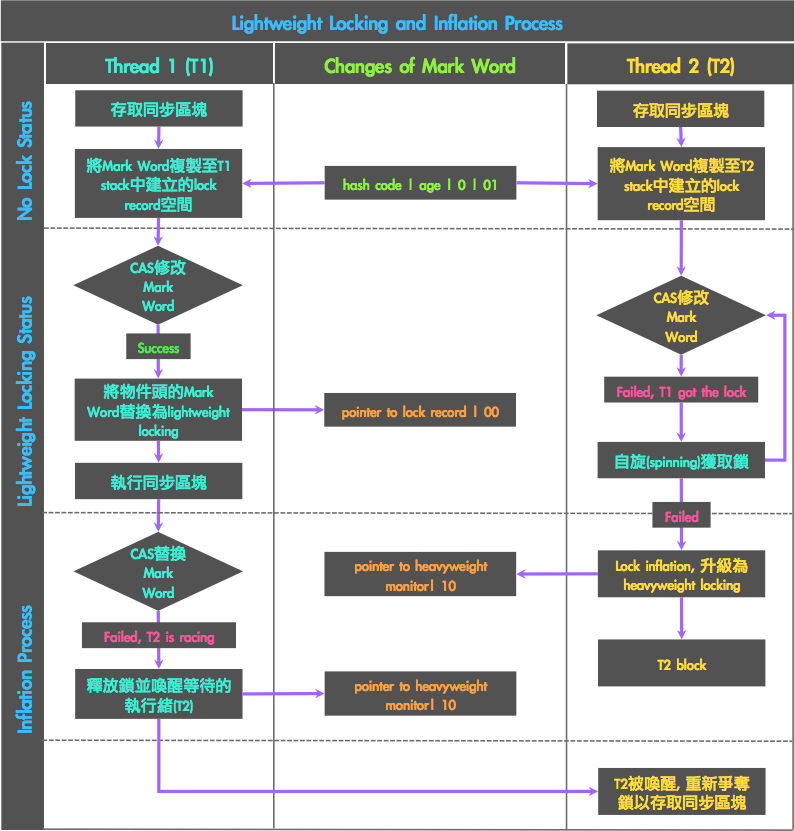 Lightweight Locking and Inflation Process
Thread 1 (T1)
Changes of Mark Word
Thread 2 (T2)
No Lock Status
存取同步區塊
將Mark Word複製至T1
stack中建立的lock
record空間
hash code | age | 0 | 01
存取同步區塊
將Mark Word複製至T2
stack中建立的lock
record空間
Lightweight Locking Status
CAS修改
Mark
Word
Success
將物件頭的Mark
Word替換為lightweight
locking
執行同步區塊
pointer to lock record | 00
CAS修改
Mark
Word
Failed, T1 got the lock
自旋(spinning)獲取鎖
Failed
Inflation Process
CAS替換
Mark
Word
Failed, T2 is racing
釋放鎖並喚醒等待的
執行緒(T2)
pointer to heavyweight
monitor| 10
pointer to heavyweight
monitor| 10
Lock inflation, 升級為
heavyweight locking
T2 block
T2被喚醒, 重新爭奪
鎖以存取同步區塊